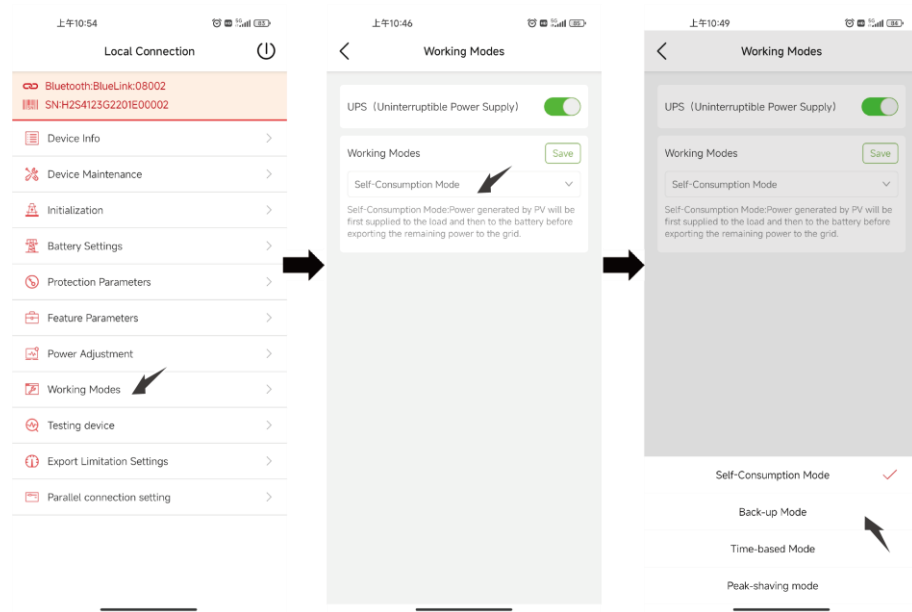 上午10:54
5G
83
Local Connection
Bluetooth:BlueLink:08002
SN:H2S4123G2201E00002
Device Info
Device Maintenance
Initialization
Battery Settings
Protection Parameters
Feature Parameters
Power Adjustment
Working Modes
Testing device
Export Limitation Settings
Parallel connection setting
上午10:46
5G
Working Modes
UPS（Uninterruptible Power Supply）
Working Modes
Save
Self-Consumption Mode
Self-Consumption Mode:Power generated by PV will be
first supplied to the load and then to the battery before
exporting the remaining power to the grid.
上午10:49
5G
Working Modes
UPS（Uninterruptible Power Supply）
Working Modes
Save
Self-Consumption Mode
Self-Consumption Mode:Power generated by PV will be
first supplied to the load and then to the battery before
exporting the remaining power to the grid.
Self-Consumption Mode
Back-up Mode
Time-based Mode
Peak-shaving mode